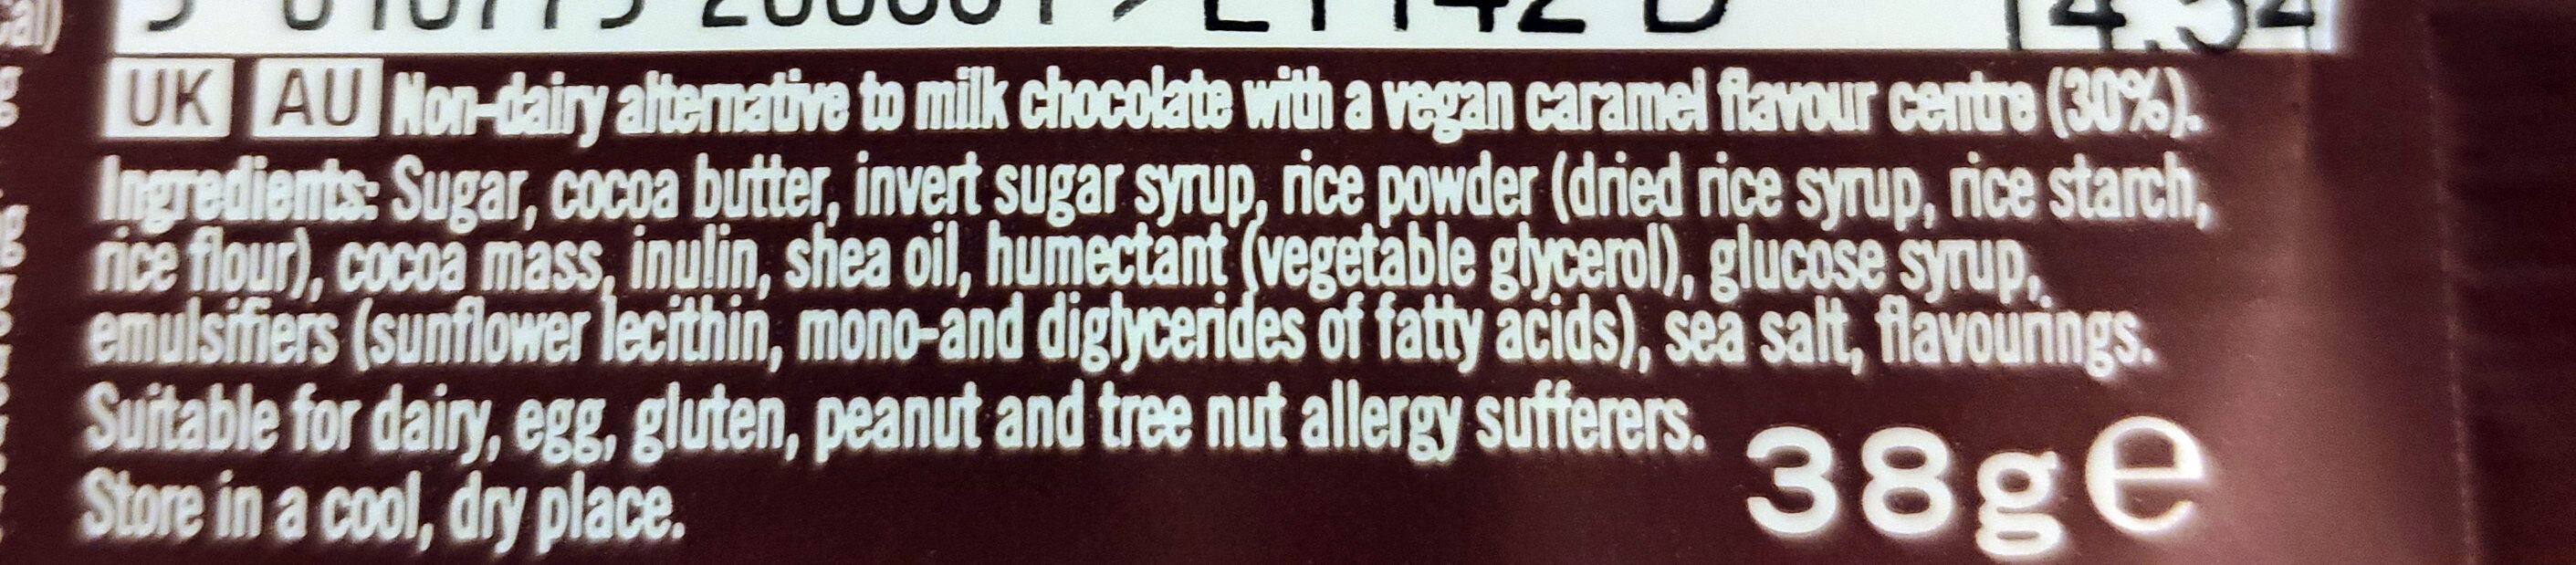 UK AU Non-dairy alternative to milk chocolate with a vegan caramel flavour centre (30%).
Ingredients: Sugar, cocoa butter, invert sugar syrup, rice powder (dried rice syrup, rice starch,
rice flour), cocoa mass, inulin, shea oil, humectant (vegetable glycerol), glucose syrup,
emulsifiers (sunflower lecithin, mono-and diglycerides of fatty acids), sea salt, flavourings.
Suitable for dairy, egg, gluten, peanut and tree nut allergy sufferers.
Store in a cool, dry place.
38g e